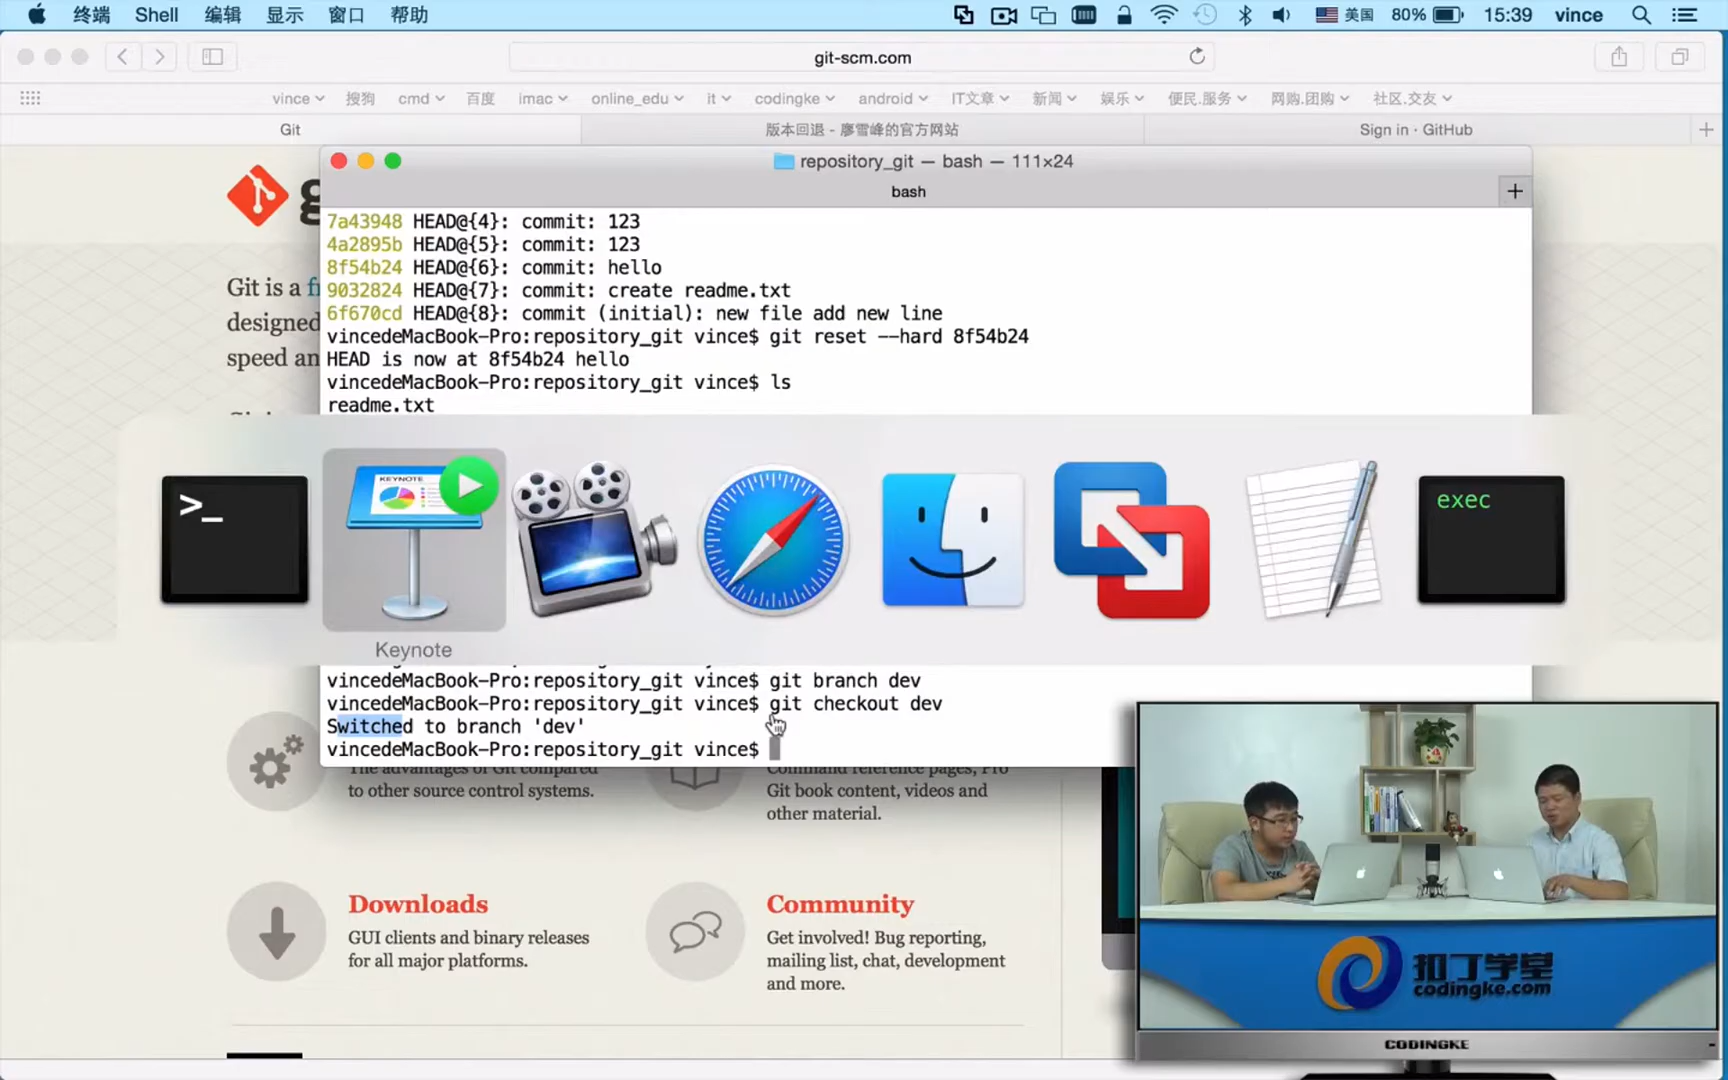 终端 Shell 编辑 显示 窗口 帮助 美国 80% 15:39 vince
git-scm.com
vince 搜狗 cmd 百度 imac online_edu it codingke android IT文章 新闻 娱乐 便民.服务 网购.团购 社区.交友
Git 版本回退 - 廖雪峰的官方网站 Sign in · GitHub
repository_git — bash — 111×24
bash
g
Git is a f
designed
speed an
7a43948 HEAD@{4}: commit: 123
4a2895b HEAD@{5}: commit: 123
8f54b24 HEAD@{6}: commit: hello
9032824 HEAD@{7}: commit: create readme.txt
6f670cd HEAD@{8}: commit (initial): new file add new line
vincedeMacBook-Pro:repository_git vince$ git reset --hard 8f54b24
HEAD is now at 8f54b24 hello
vincedeMacBook-Pro:repository_git vince$ ls
readme.txt
>_
KEYNOTE
exec
Keynote
vincedeMacBook-Pro:repository_git vince$ git branch dev
vincedeMacBook-Pro:repository_git vince$ git checkout dev
Switched to branch 'dev'
vincedeMacBook-Pro:repository_git vince$
The advantages of Git compared
to other source control systems.
Command reference pages, Pro
Git book content, videos and
other material.
Downloads
GUI clients and binary releases
for all major platforms.
Community
Get involved! Bug reporting,
mailing list, chat, development
and more.
扣丁学堂
codingke.com
CODINGKE